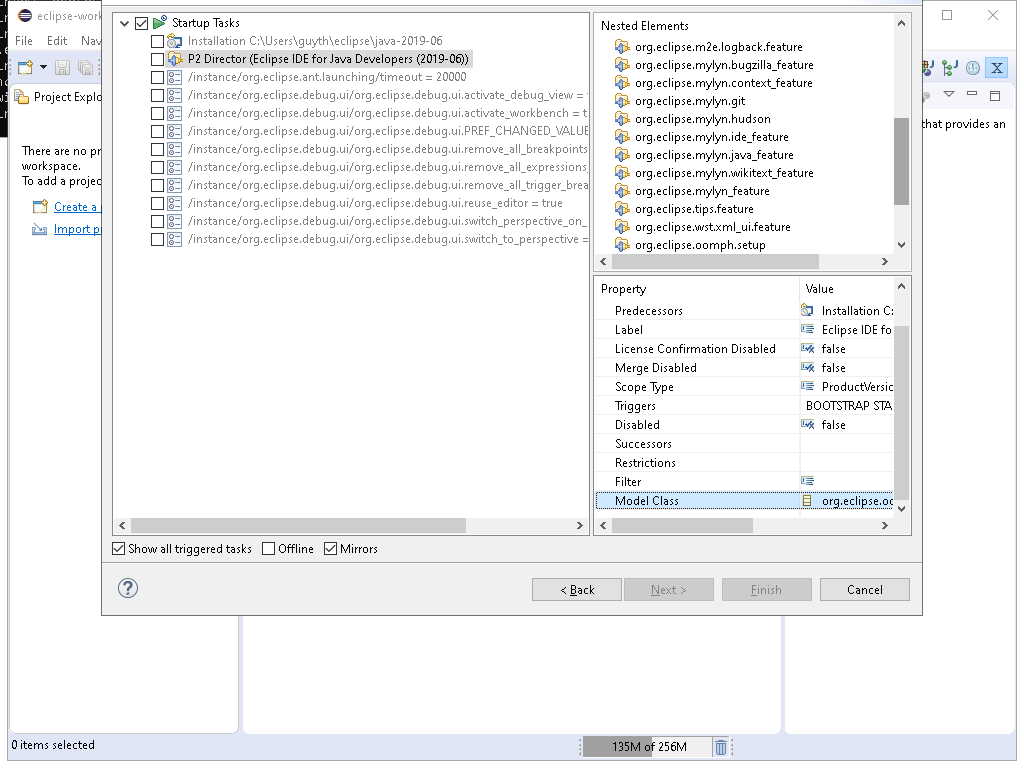 eclipse-work
File Edit Nav
Project Explo
There are no pr
workspace.
To add a projec
Create a
Import pr
Startup Tasks
Installation C:\Users\guyth\eclipse\java-2019-06
P2 Director (Eclipse IDE for Java Developers (2019-06))
/instance/org.eclipse.ant.launching/timeout = 20000
/instance/org.eclipse.debug.ui/org.eclipse.debug.ui.activate_debug_view =
/instance/org.eclipse.debug.ui/org.eclipse.debug.ui.activate_workbench = t
/instance/org.eclipse.debug.ui/org.eclipse.debug.ui.PREF_CHANGED_VALUE
/instance/org.eclipse.debug.ui/org.eclipse.debug.ui.remove_all_breakpoints
/instance/org.eclipse.debug.ui/org.eclipse.debug.ui.remove_all_expressions
/instance/org.eclipse.debug.ui/org.eclipse.debug.ui.remove_all_trigger_brea
/instance/org.eclipse.debug.ui/org.eclipse.debug.ui.reuse_editor = true
/instance/org.eclipse.debug.ui/org.eclipse.debug.ui.switch_perspective_on_
/instance/org.eclipse.debug.ui/org.eclipse.debug.ui.switch_to_perspective =
Nested Elements
org.eclipse.m2e.logback.feature
org.eclipse.mylyn.bugzilla_feature
org.eclipse.mylyn.context_feature
org.eclipse.mylyn.git
org.eclipse.mylyn.hudson
org.eclipse.mylyn.ide_feature
org.eclipse.mylyn.java_feature
org.eclipse.mylyn.wikitext_feature
org.eclipse.mylyn_feature
org.eclipse.tips.feature
org.eclipse.wst.xml_ui.feature
org.eclipse.oomph.setup
Property Value
Predecessors Installation C:
Label Eclipse IDE fo
License Confirmation Disabled false
Merge Disabled false
Scope Type ProductVersic
Triggers BOOTSTRAP STA
Disabled false
Successors
Restrictions
Filter
Model Class org.eclipse.oc
Show all triggered tasks Offline Mirrors
? < Back Next > Finish Cancel
that provides an
0 items selected
135M of 256M